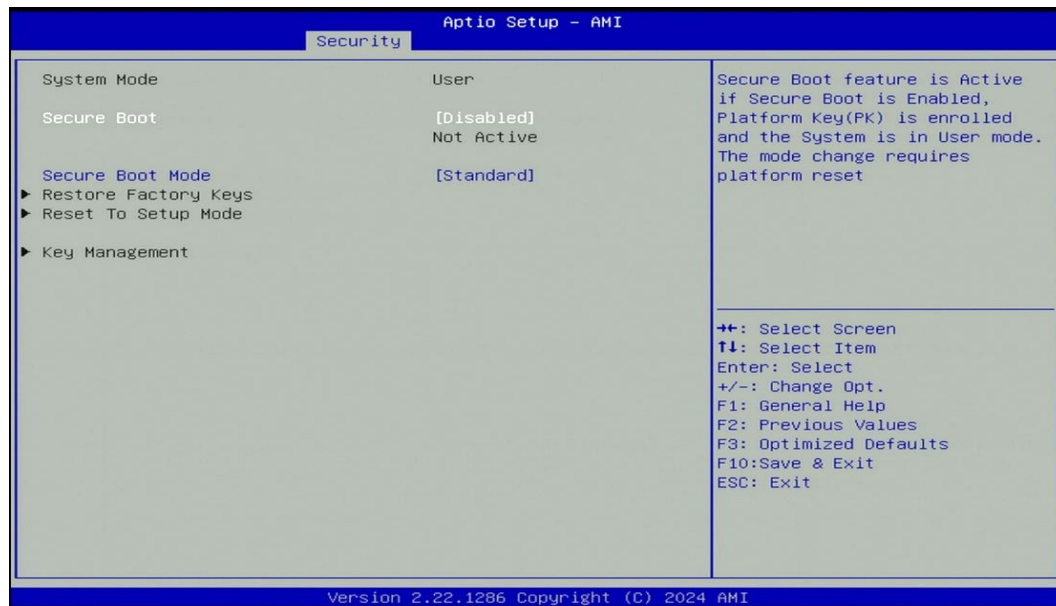 Aptio Setup – AMI
Security
System Mode User
Secure Boot [Disabled]
Not Active
Secure Boot Mode [Standard]
Restore Factory Keys
Reset To Setup Mode
Key Management
Secure Boot feature is Active
if Secure Boot is Enabled,
Platform Key(PK) is enrolled
and the System is in User mode.
The mode change requires
platform reset
→←: Select Screen
↑↓: Select Item
Enter: Select
+/-: Change Opt.
F1: General Help
F2: Previous Values
F3: Optimized Defaults
F10:Save & Exit
ESC: Exit
Version 2.22.1286 Copyright (C) 2024 AMI